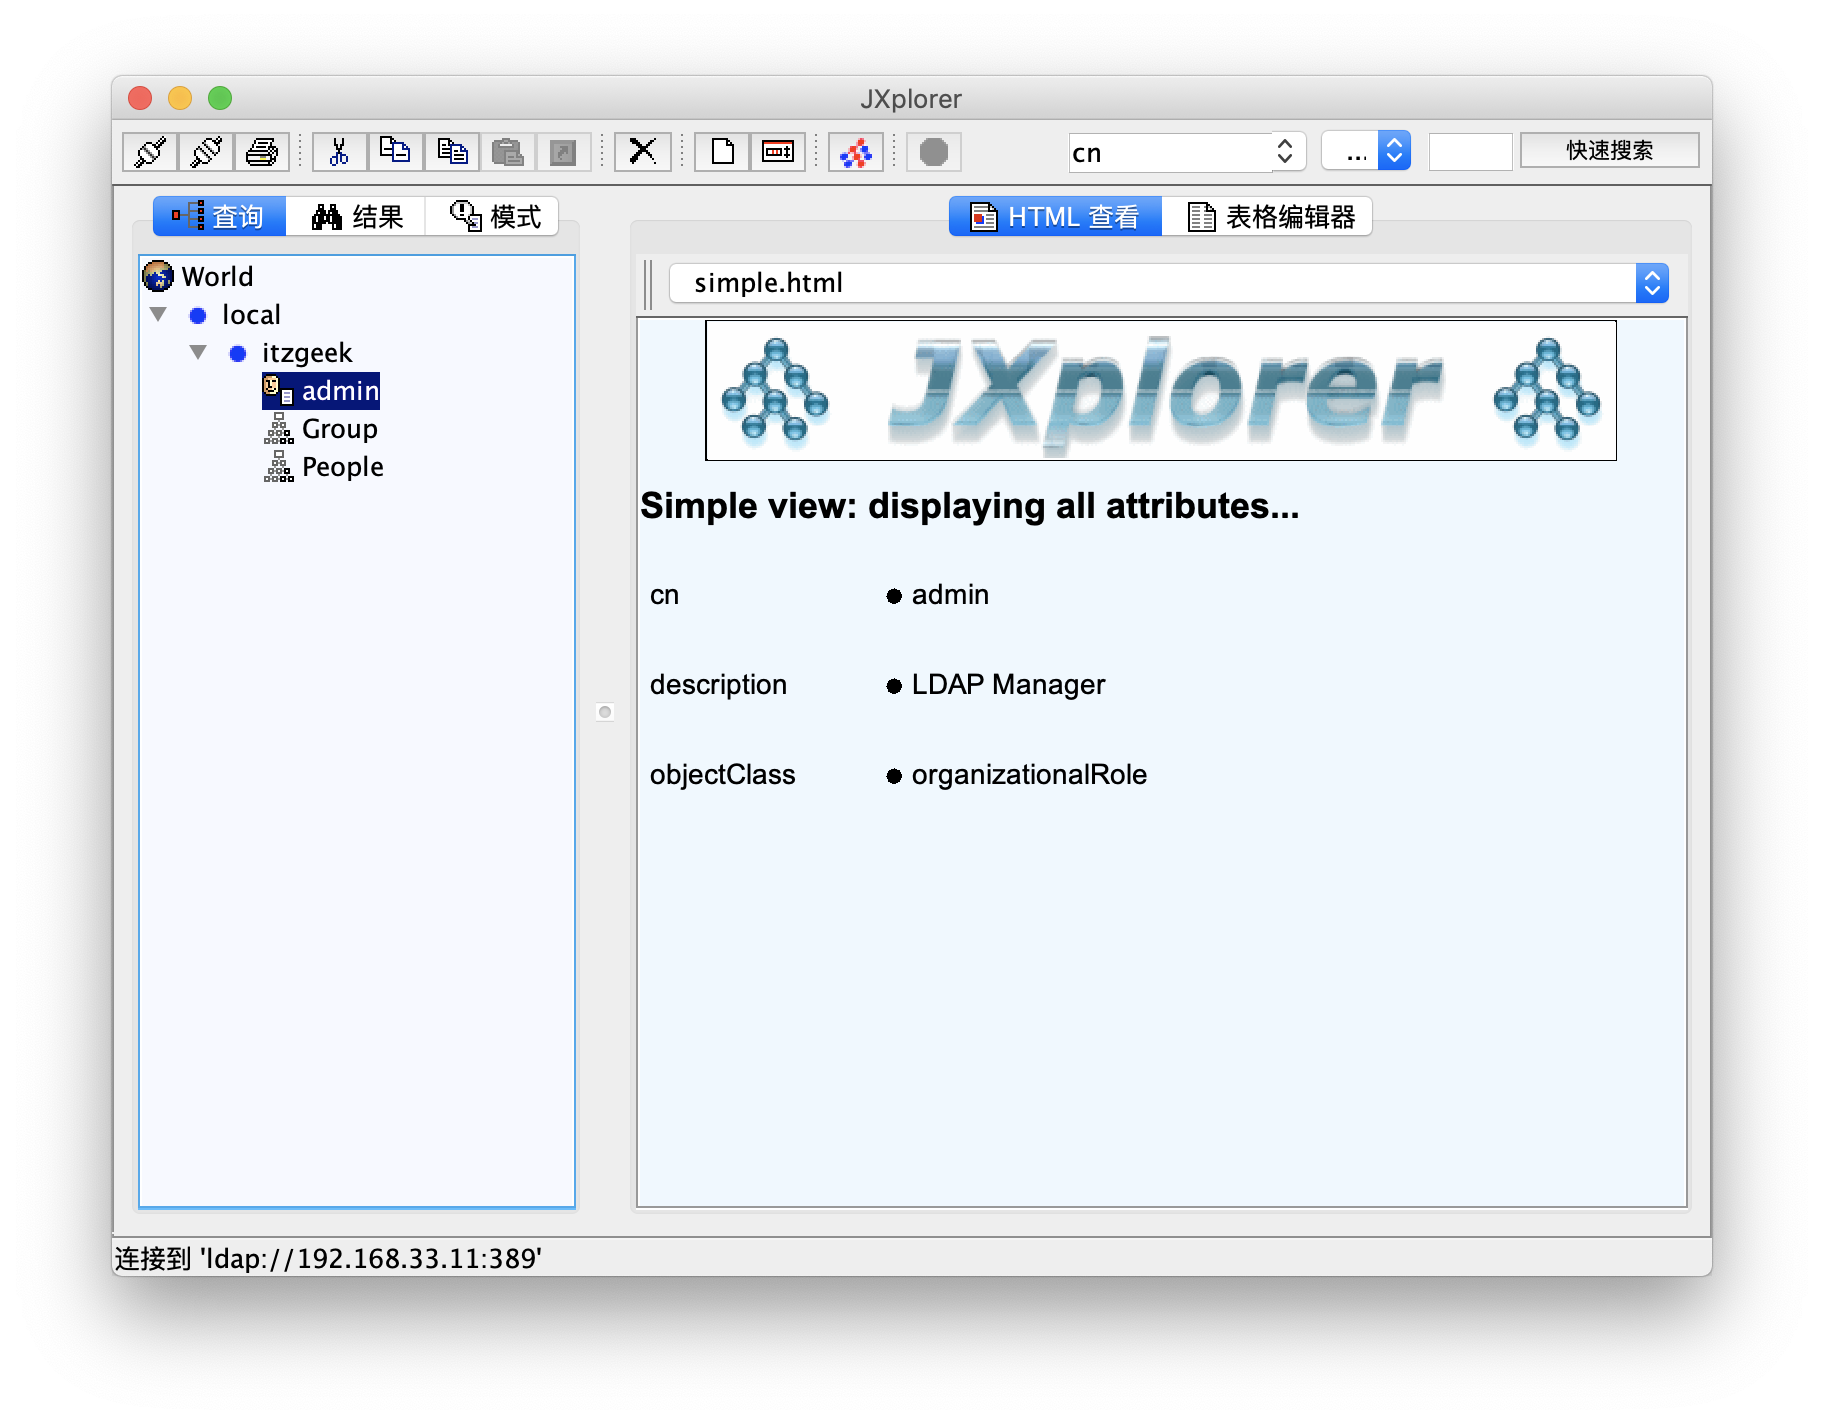 JXplorer
cn
...
快速搜索
查询
结果
模式
HTML 查看
表格编辑器
World
local
itzgeek
admin
Group
People
simple.html
JXplorer
Simple view: displaying all attributes...
cn
admin
description
LDAP Manager
objectClass
organizationalRole
连接到 'ldap://192.168.33.11:389'